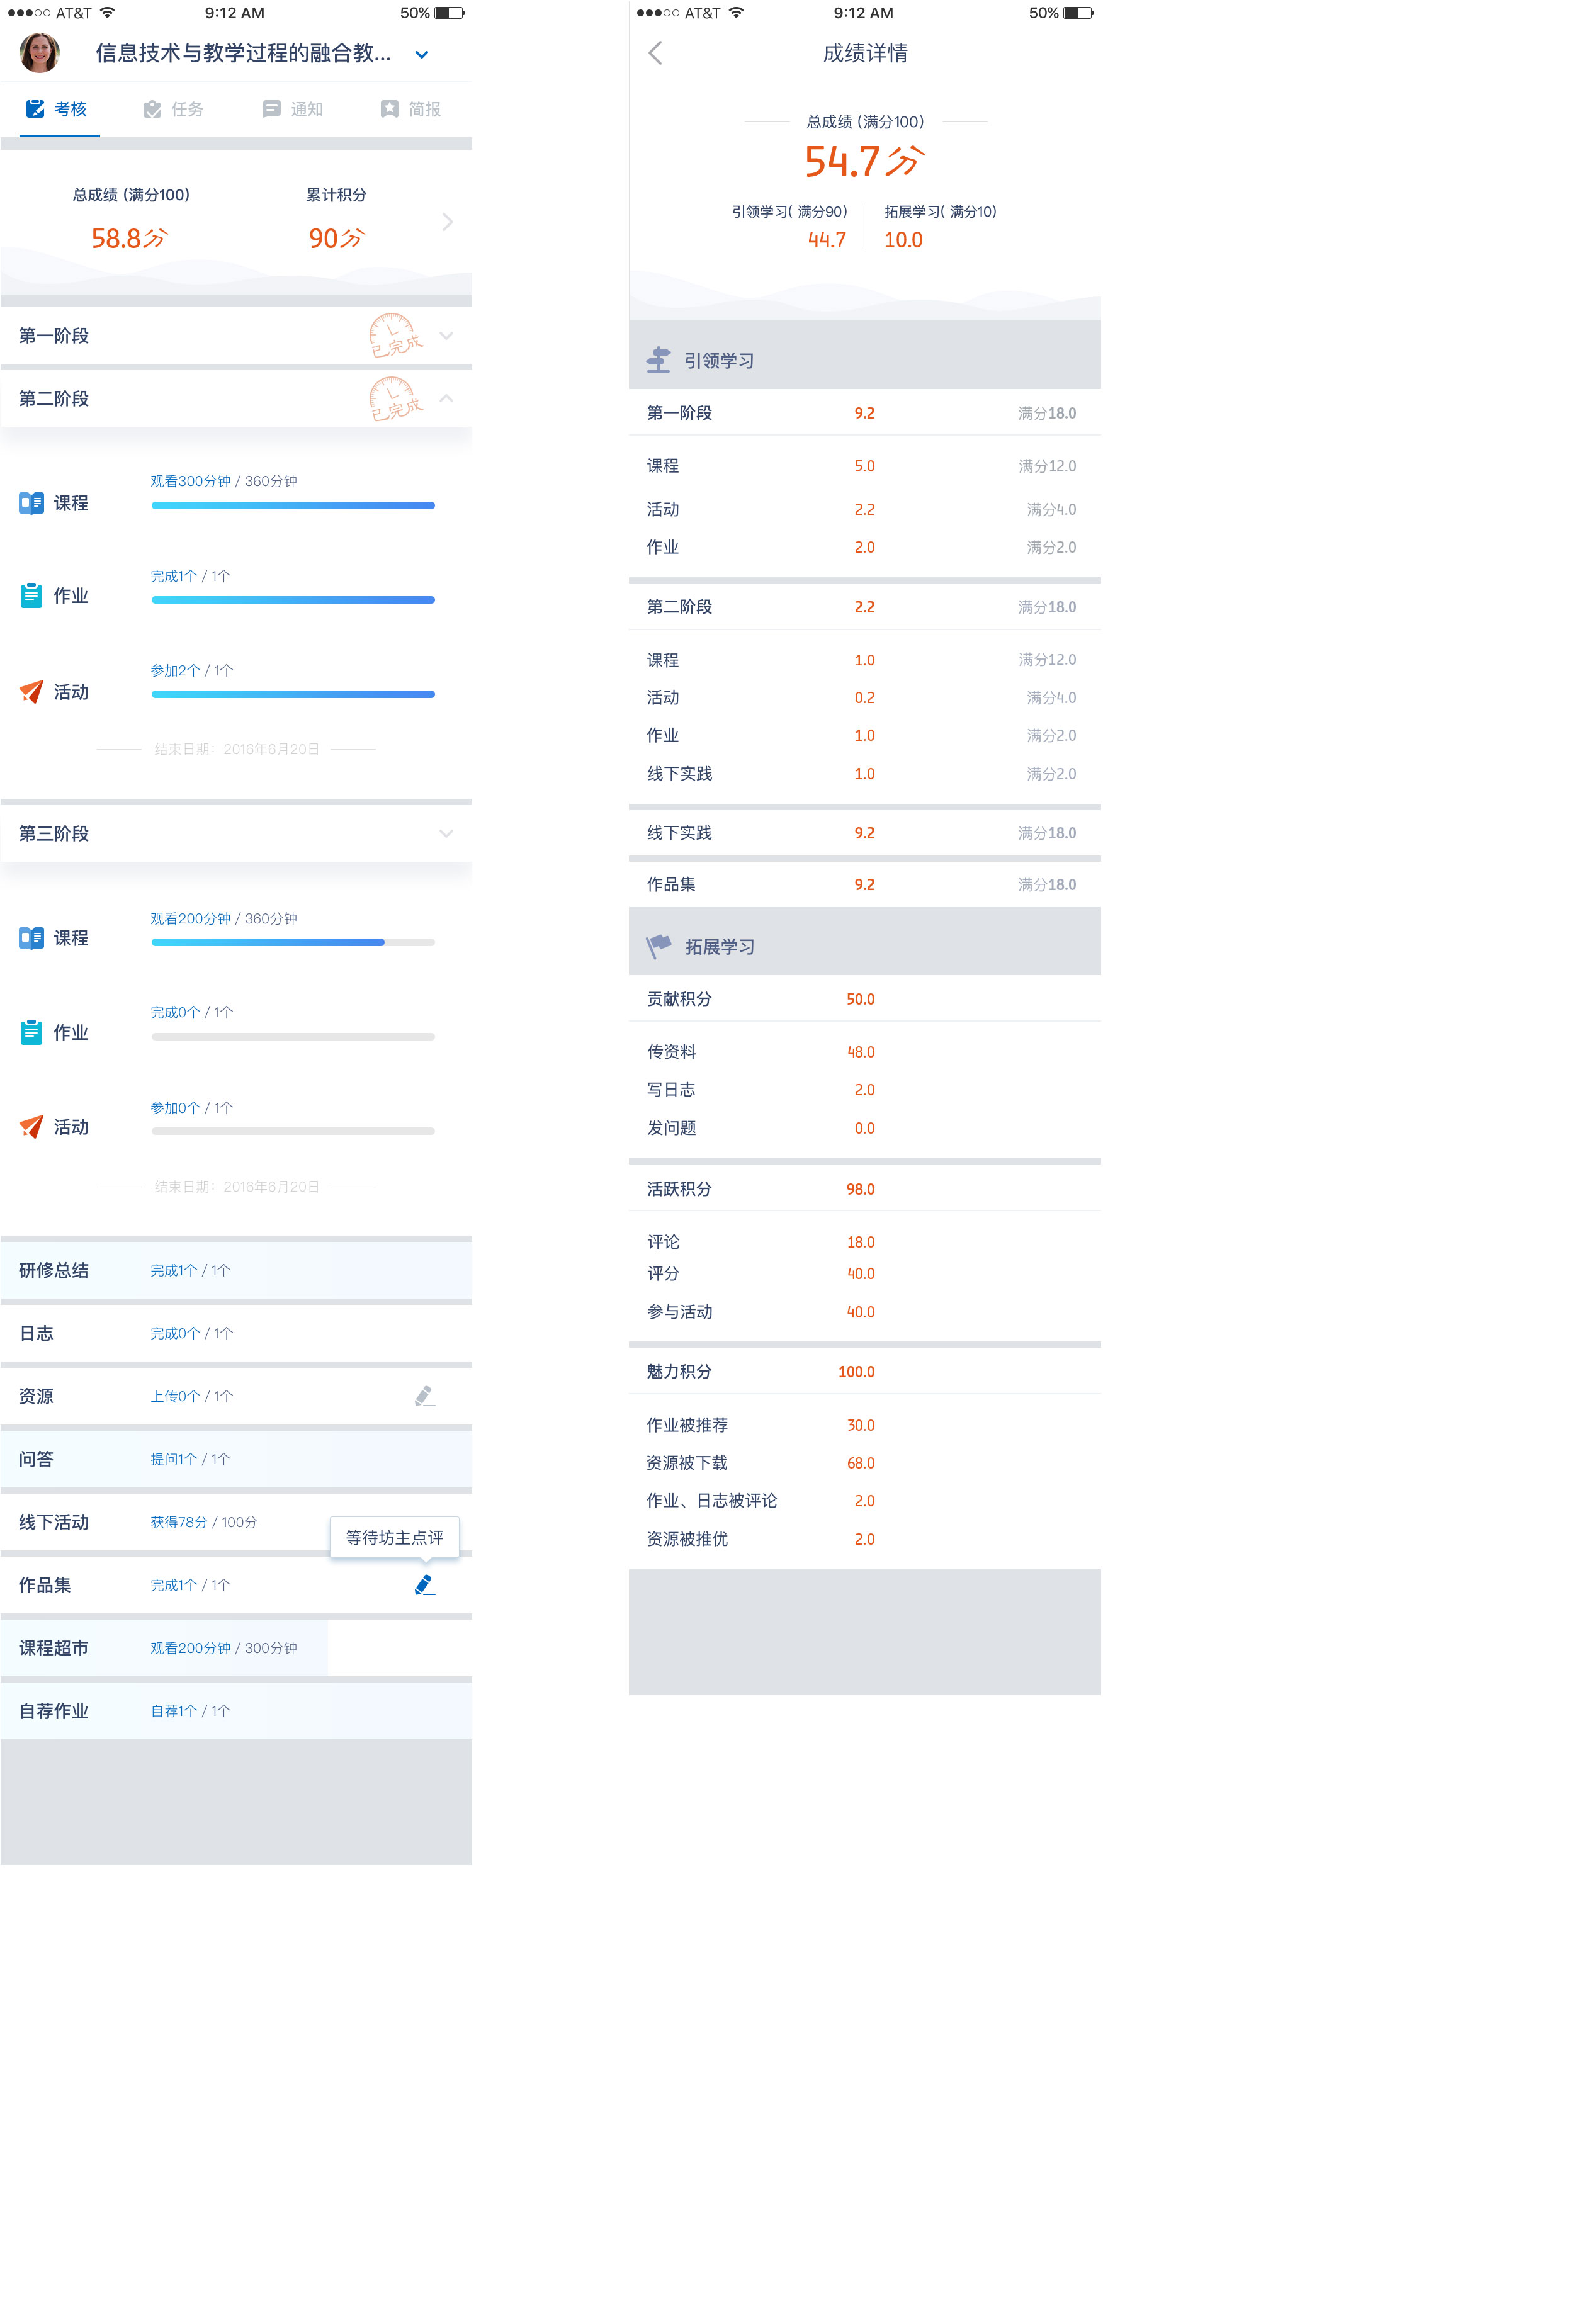 AT&T 9:12 AM 50%
信息技术与教学过程的融合教...
考核 任务 通知 简报
总成绩 (满分100) 累计积分
58.8分 90分
第一阶段 已完成
第二阶段 已完成
观看300分钟 / 360分钟
课程
完成1个 / 1个
作业
参加2个 / 1个
活动
结束日期：2016年6月20日
第三阶段
观看200分钟 / 360分钟
课程
完成0个 / 1个
作业
参加0个 / 1个
活动
结束日期：2016年6月20日
研修总结 完成1个 / 1个
日志 完成0个 / 1个
资源 上传0个 / 1个
问答 提问1个 / 1个
线下活动 获得78分 / 100分
等待坊主点评
作品集 完成1个 / 1个
课程超市 观看200分钟 / 300分钟
自荐作业 自荐1个 / 1个
AT&T 9:12 AM 50%
成绩详情
总成绩 (满分100)
54.7分
引领学习( 满分90) 拓展学习( 满分10)
44.7 10.0
引领学习
第一阶段 9.2 满分18.0
课程 5.0 满分12.0
活动 2.2 满分4.0
作业 2.0 满分2.0
第二阶段 2.2 满分18.0
课程 1.0 满分12.0
活动 0.2 满分4.0
作业 1.0 满分2.0
线下实践 1.0 满分2.0
线下实践 9.2 满分18.0
作品集 9.2 满分18.0
拓展学习
贡献积分 50.0
传资料 48.0
写日志 2.0
发问题 0.0
活跃积分 98.0
评论 18.0
评分 40.0
参与活动 40.0
魅力积分 100.0
作业被推荐 30.0
资源被下载 68.0
作业、日志被评论 2.0
资源被推优 2.0